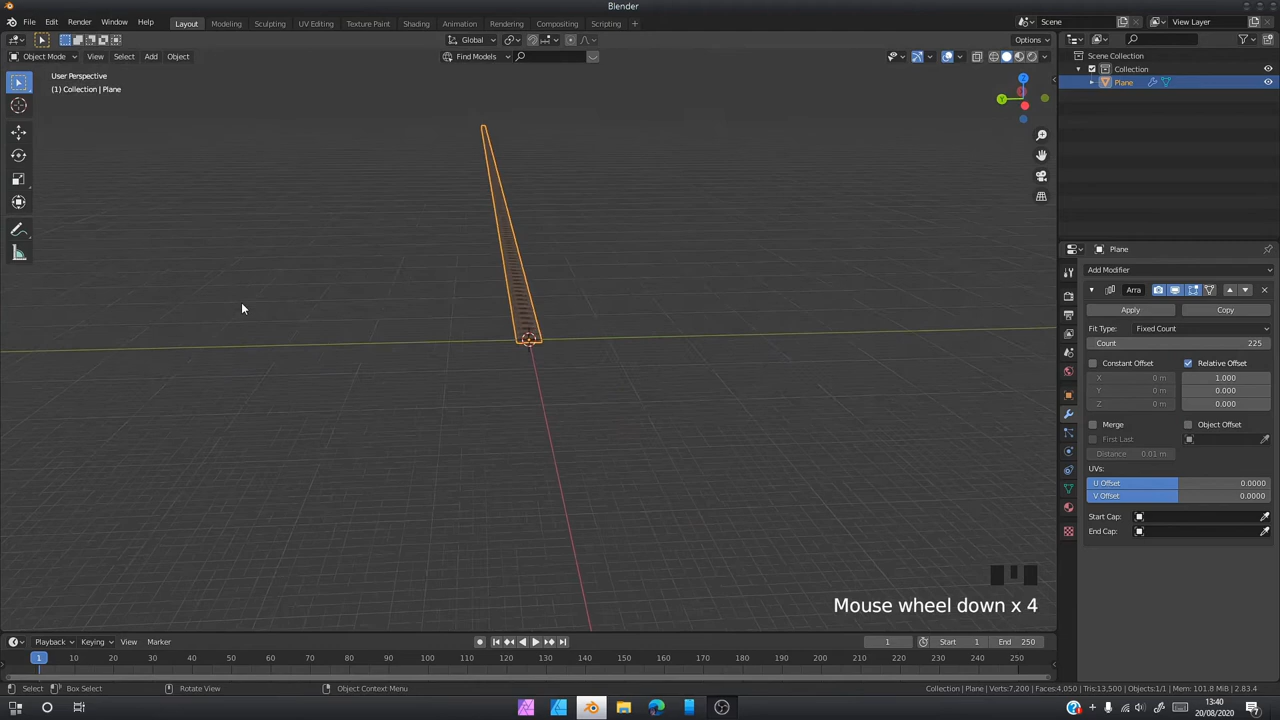 Blender
File Edit Render Window Help Layout Modeling Sculpting UV Editing Texture Paint Shading Animation Rendering Compositing Scripting + Scene View Layer
Global Options
Object Mode View Select Add Object Find Models
User Perspective
(1) Collection | Plane
Z
Y
Scene Collection
Collection
Plane
Plane
Add Modifier
Arra
Apply Copy
Fit Type: Fixed Count
Count 225
Constant Offset Relative Offset
X 0 m 1.000
Y 0 m 0.000
Z 0 m 0.000
Merge Object Offset
First Last
Distance 0.01 m
UVs:
U Offset 0.0000
V Offset 0.0000
Start Cap:
End Cap:
Mouse wheel down x 4
Playback Keying View Marker 1 Start 1 End 250
1 10 20 30 40 50 60 70 80 90 100 110 120 130 140 150 160 170 180 190 200 210 220 230 240 250
Select Box Select Rotate View Object Context Menu Collection | Plane | Verts:7,200 | Faces:4,050 | Tris:13,500 | Objects:1/1 | Mem: 101.8 MiB | 2.83.4
13:40
20/08/2020